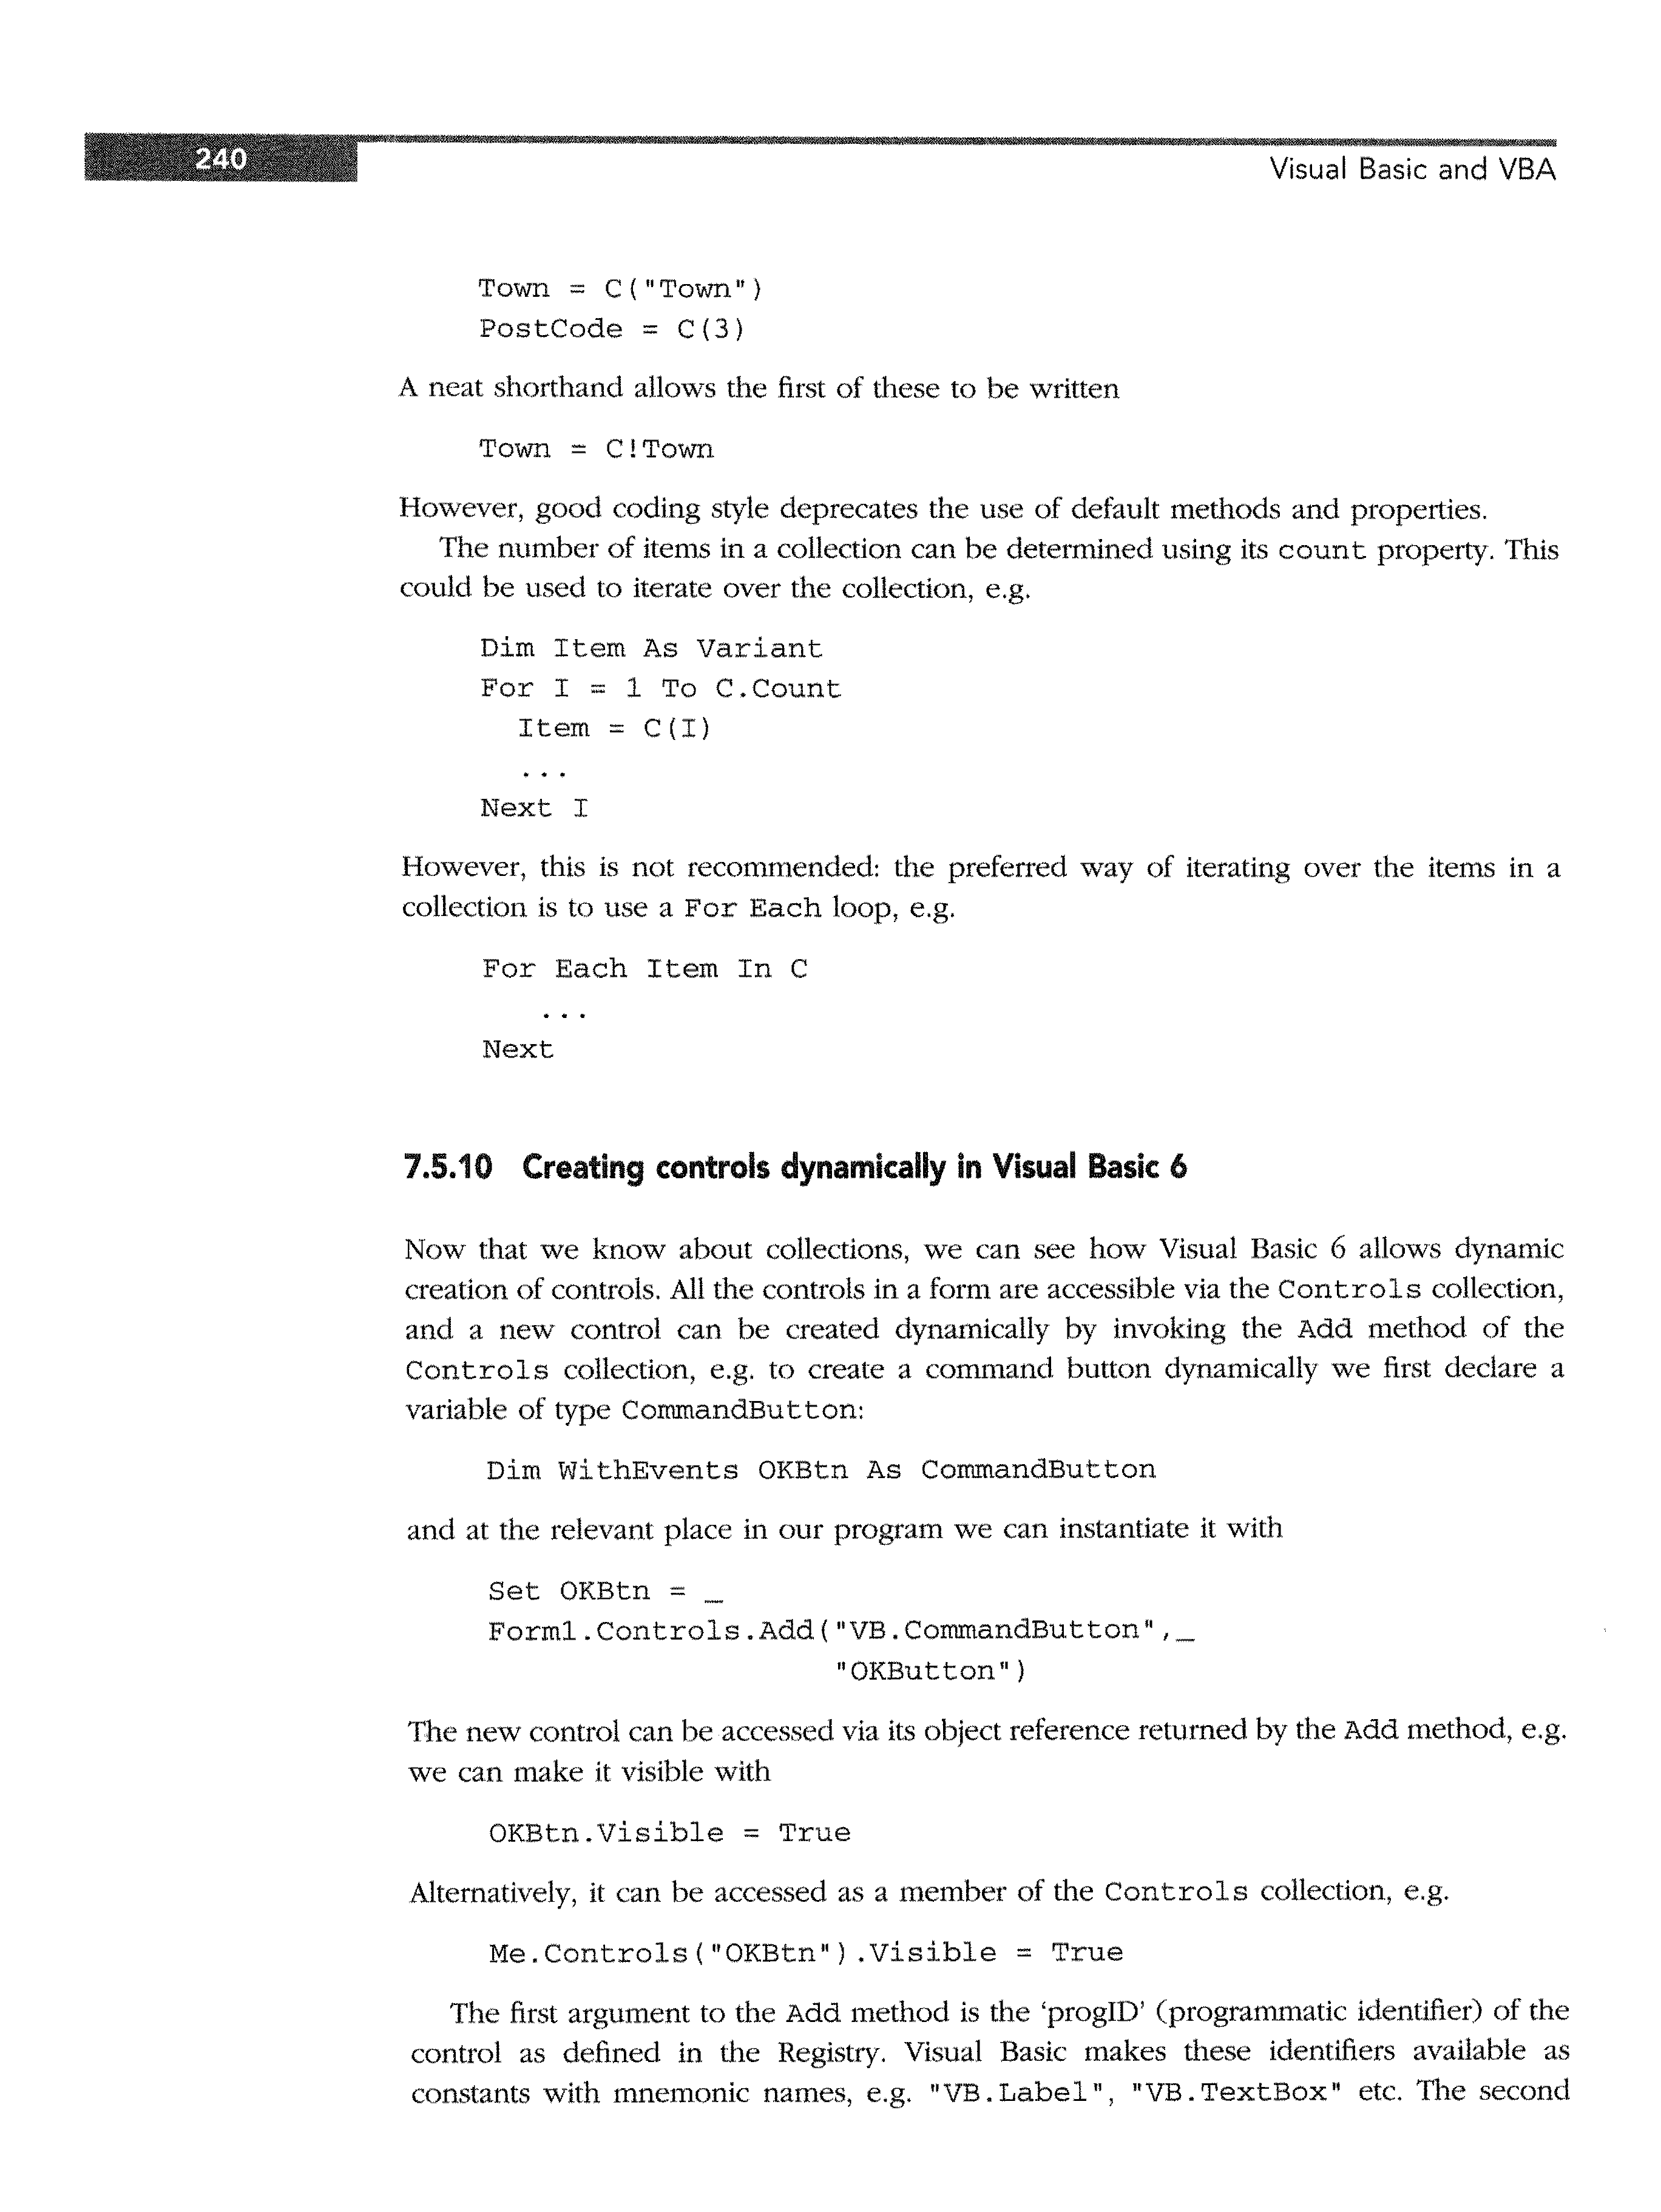 240
Visual Basic and VBA
Town = C("Town")
PostCode = C(3)
A neat shorthand allows the first of these to be written
Town = C!Town
However, good coding style deprecates the use of default methods and properties.
The number of items in a collection can be determined using its count property. This
could be used to iterate over the collection, e.g.
Dim Item As Variant
For I = 1 To C.Count
Item = C(I)
...
Next I
However, this is not recommended: the preferred way of iterating over the items in a
collection is to use a For Each loop, e.g.
For Each Item In C
...
Next
7.5.10 Creating controls dynamically in Visual Basic 6
Now that we know about collections, we can see how Visual Basic 6 allows dynamic
creation of controls. All the controls in a form are accessible via the Controls collection,
and a new control can be created dynamically by invoking the Add method of the
Controls collection, e.g. to create a command button dynamically we first declare a
variable of type CommandButton:
Dim WithEvents OKBtn As CommandButton
and at the relevant place in our program we can instantiate it with
Set OKBtn = _
Form1.Controls.Add("VB.CommandButton",_
"OKButton")
The new control can be accessed via its object reference returned by the Add method, e.g.
we can make it visible with
OKBtn.Visible = True
Alternatively, it can be accessed as a member of the Controls collection, e.g.
Me.Controls("OKBtn").Visible = True
The first argument to the Add method is the 'progID' (programmatic identifier) of the
control as defined in the Registry. Visual Basic makes these identifiers available as
constants with mnemonic names, e.g. "VB.Label", "VB.TextBox" etc. The second